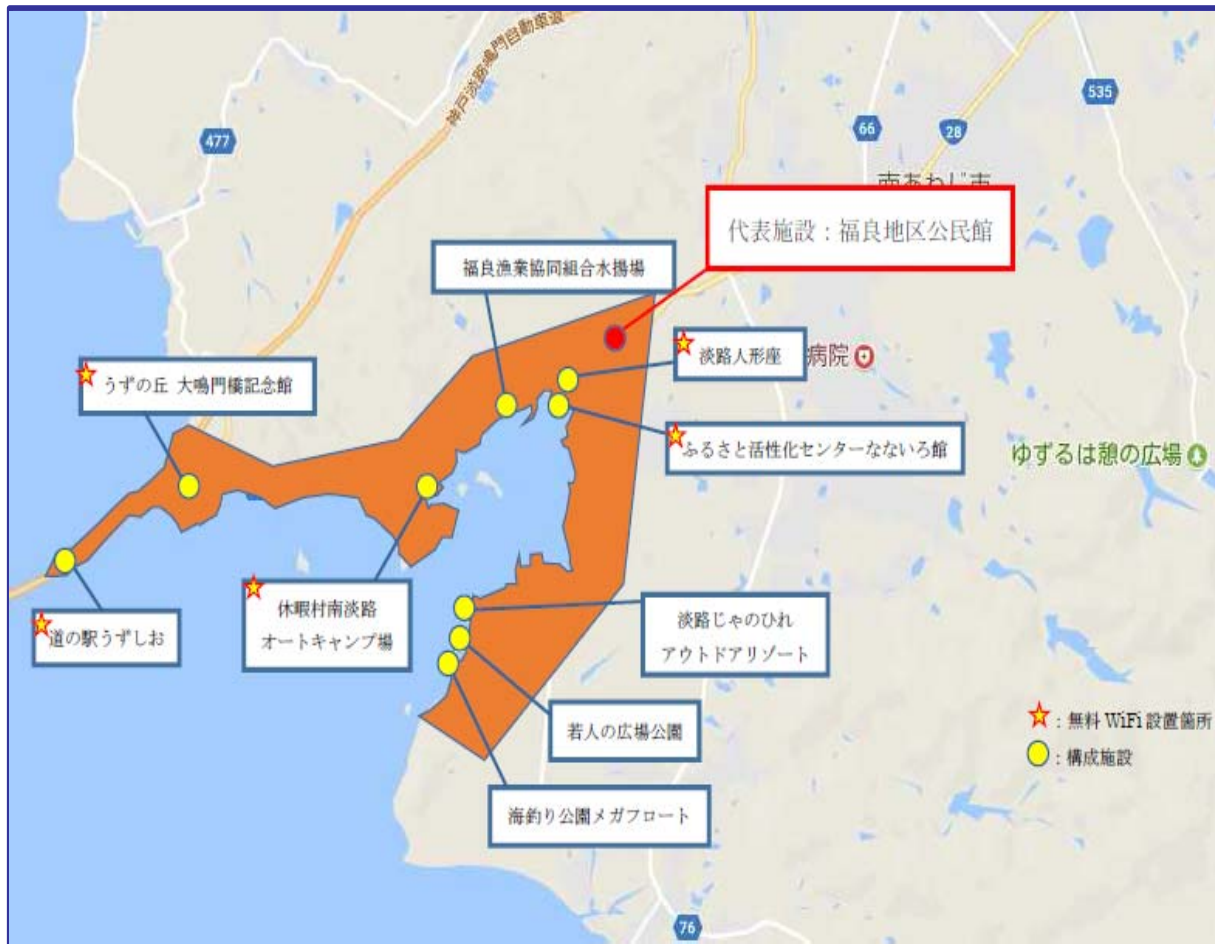 神戸淡路鳴門自動車道
477
535
66
28
南あわじ市
代表施設：福良地区公民館
福良漁業協同組合水揚場
淡路人形座
病院
うずの丘 大鳴門橋記念館
ふるさと活性化センターなないろ館
ゆずるは憩の広場
休暇村南淡路
オートキャンプ場
道の駅うずしお
淡路じゃのひれ
アウトドアリゾート
若人の広場公園
海釣り公園メガフロート
：無料 WiFi 設置箇所
：構成施設
76